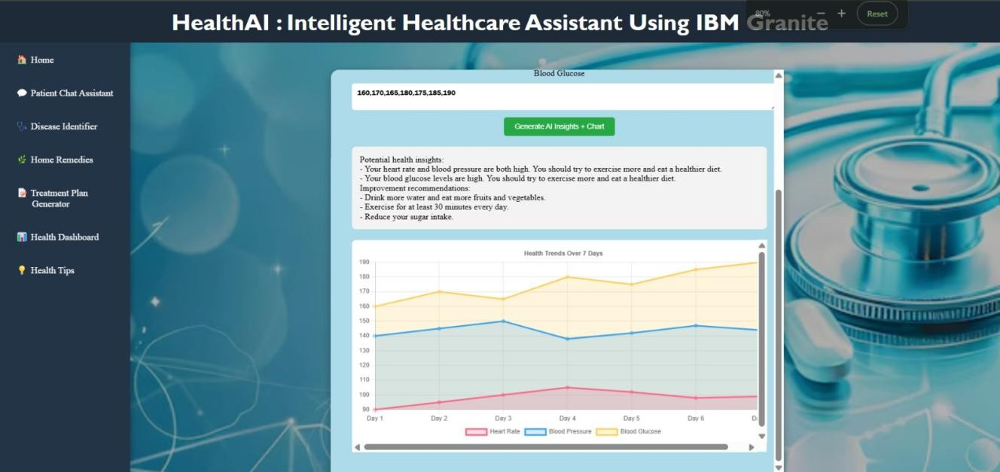 HealthAI : Intelligent Healthcare Assistant Using IBM Granite
80%
Reset
Home
Patient Chat Assistant
Disease Identifier
Home Remedies
Treatment Plan
Generator
Health Dashboard
Health Tips
Blood Glucose
160,170,165,180,175,185,190
Generate AI Insights + Chart
Potential health insights:
- Your heart rate and blood pressure are both high. You should try to exercise more and eat a healthier diet.
- Your blood glucose levels are high. You should try to exercise more and eat a healthier diet.
Improvement recommendations:
- Drink more water and eat more fruits and vegetables.
- Exercise for at least 30 minutes every day.
- Reduce your sugar intake.
Health Trends Over 7 Days
190
180
170
160
150
140
130
120
110
100
90
Day 1 Day 2 Day 3 Day 4 Day 5 Day 6
Heart Rate Blood Pressure Blood Glucose